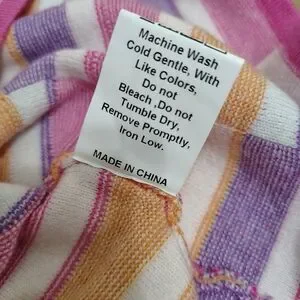 Machine Wash
Cold Gentle, With
Like Colors,
Do not
Bleach ,Do not
Tumble Dry,
Remove Promptly,
Iron Low.
MADE IN CHINA